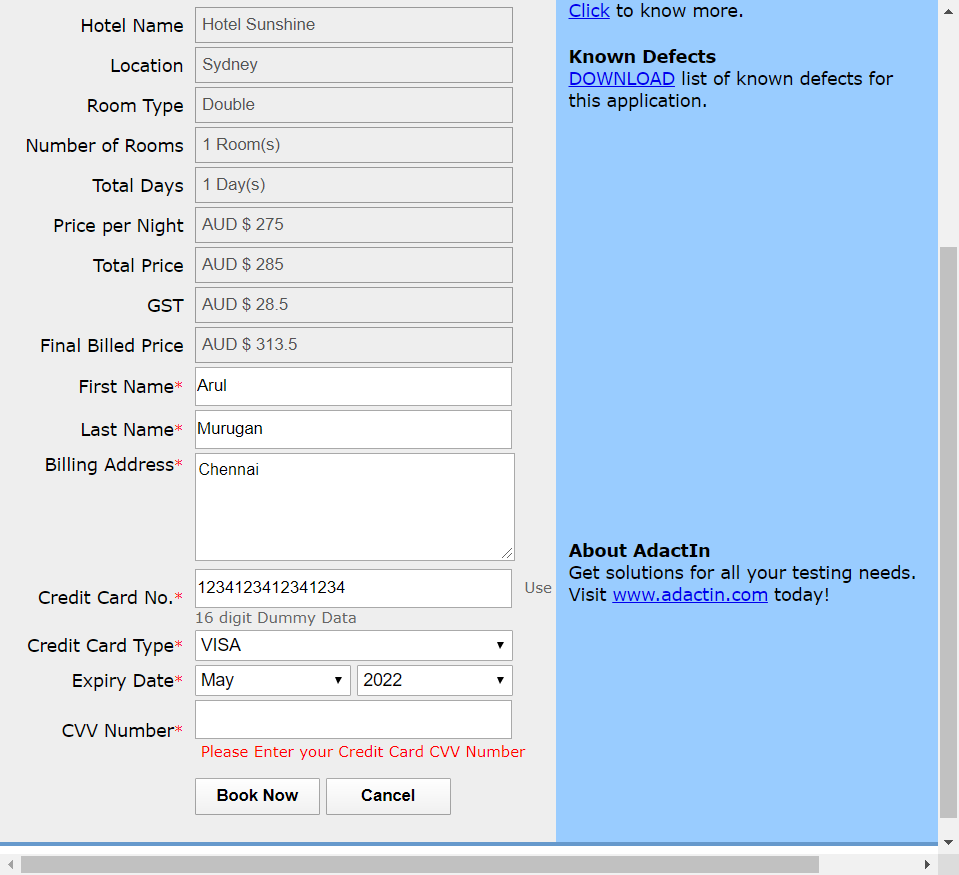 Hotel Name Hotel Sunshine
Location Sydney
Room Type Double
Number of Rooms 1 Room(s)
Total Days 1 Day(s)
Price per Night AUD $ 275
Total Price AUD $ 285
GST AUD $ 28.5
Final Billed Price AUD $ 313.5
First Name* Arul
Last Name* Murugan
Billing Address* Chennai
Credit Card No.* 1234123412341234 Use
16 digit Dummy Data
Credit Card Type* VISA
Expiry Date* May 2022
CVV Number*
Please Enter your Credit Card CVV Number
Book Now Cancel
Click to know more.
Known Defects
DOWNLOAD list of known defects for
this application.
About AdactIn
Get solutions for all your testing needs.
Visit www.adactin.com today!